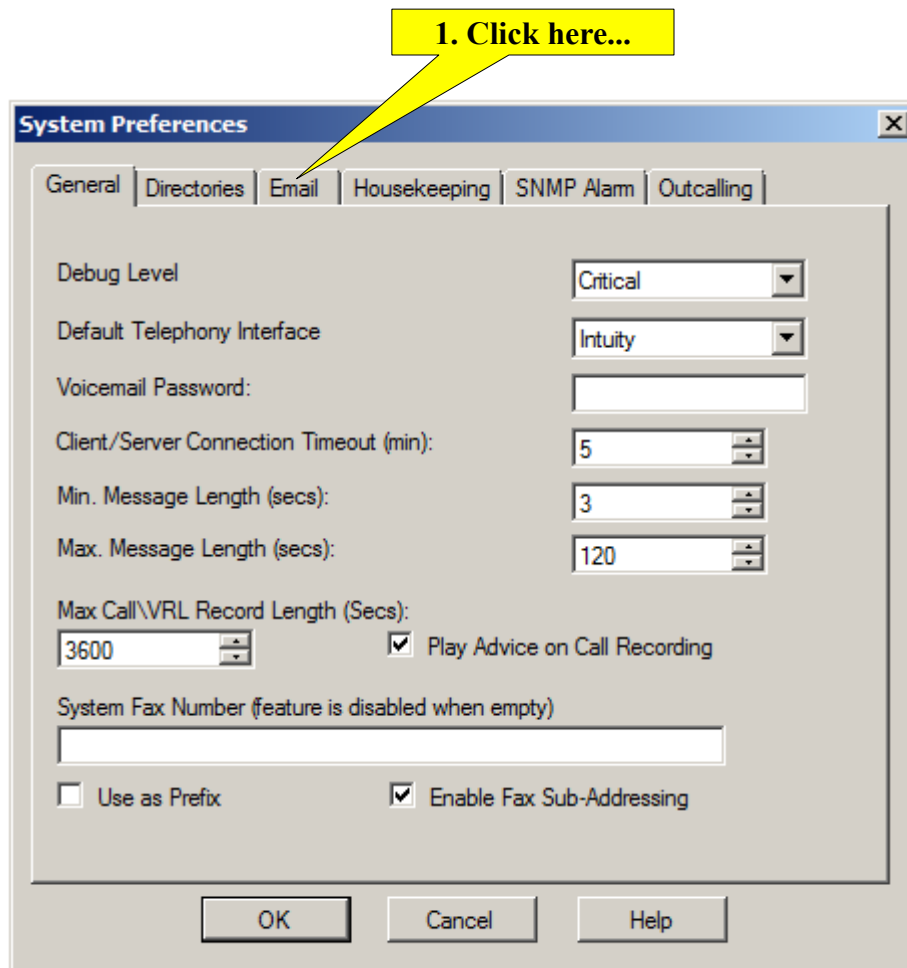 1. Click here...
System Preferences
General Directories Email Housekeeping SNMP Alarm Outcalling
Debug Level Critical
Default Telephony Interface Intuity
Voicemail Password:
Client/Server Connection Timeout (min): 5
Min. Message Length (secs): 3
Max. Message Length (secs): 120
Max Call\VRL Record Length (Secs):
3600 Play Advice on Call Recording
System Fax Number (feature is disabled when empty)
Use as Prefix Enable Fax Sub-Addressing
OK Cancel Help